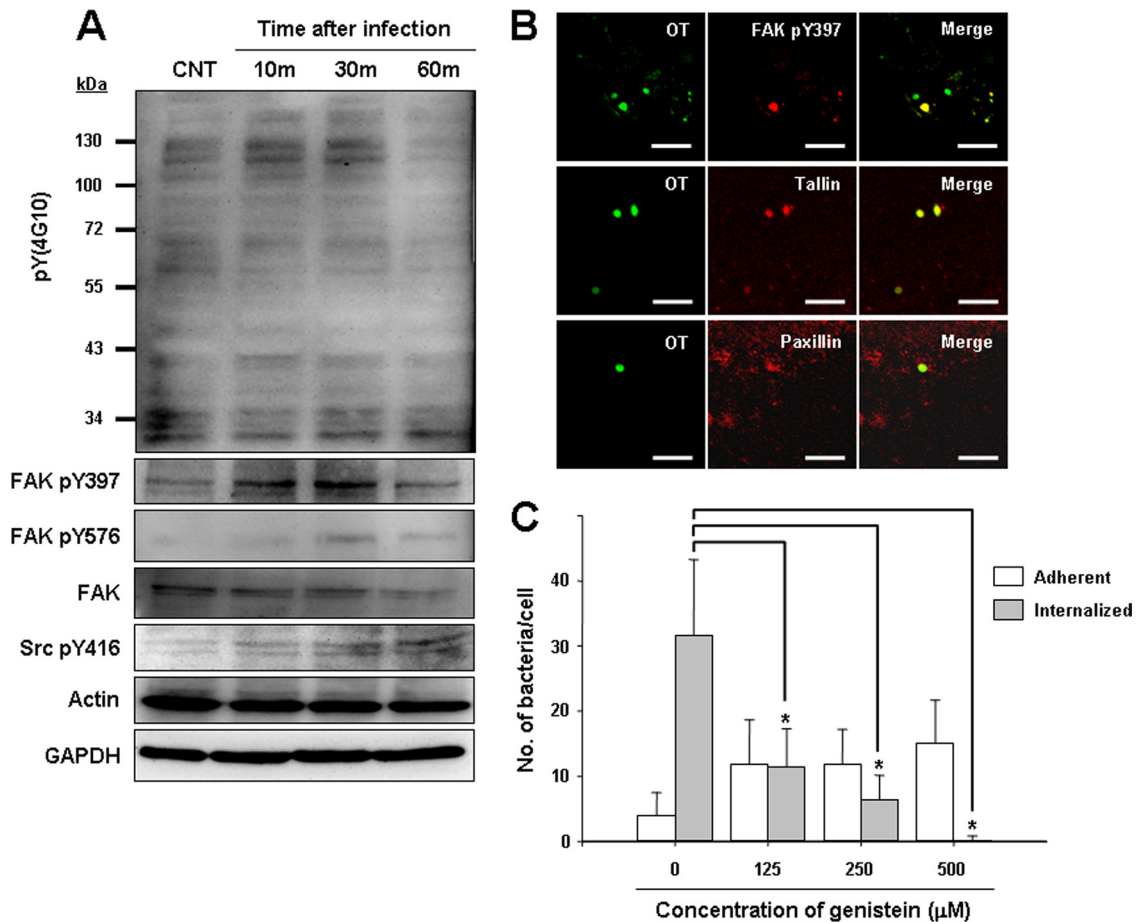 A
Time after infection
CNT 10m 30m 60m
kDa
130
100
72
55
43
34
pY(4G10)
FAK pY397
FAK pY576
FAK
Src pY416
Actin
GAPDH
B
OT FAK pY397 Merge
OT Tallin Merge
OT Paxillin Merge
C
No. of bacteria/cell
40
30
20
10
0
* * *
Adherent
Internalized
0 125 250 500
Concentration of genistein (μM)